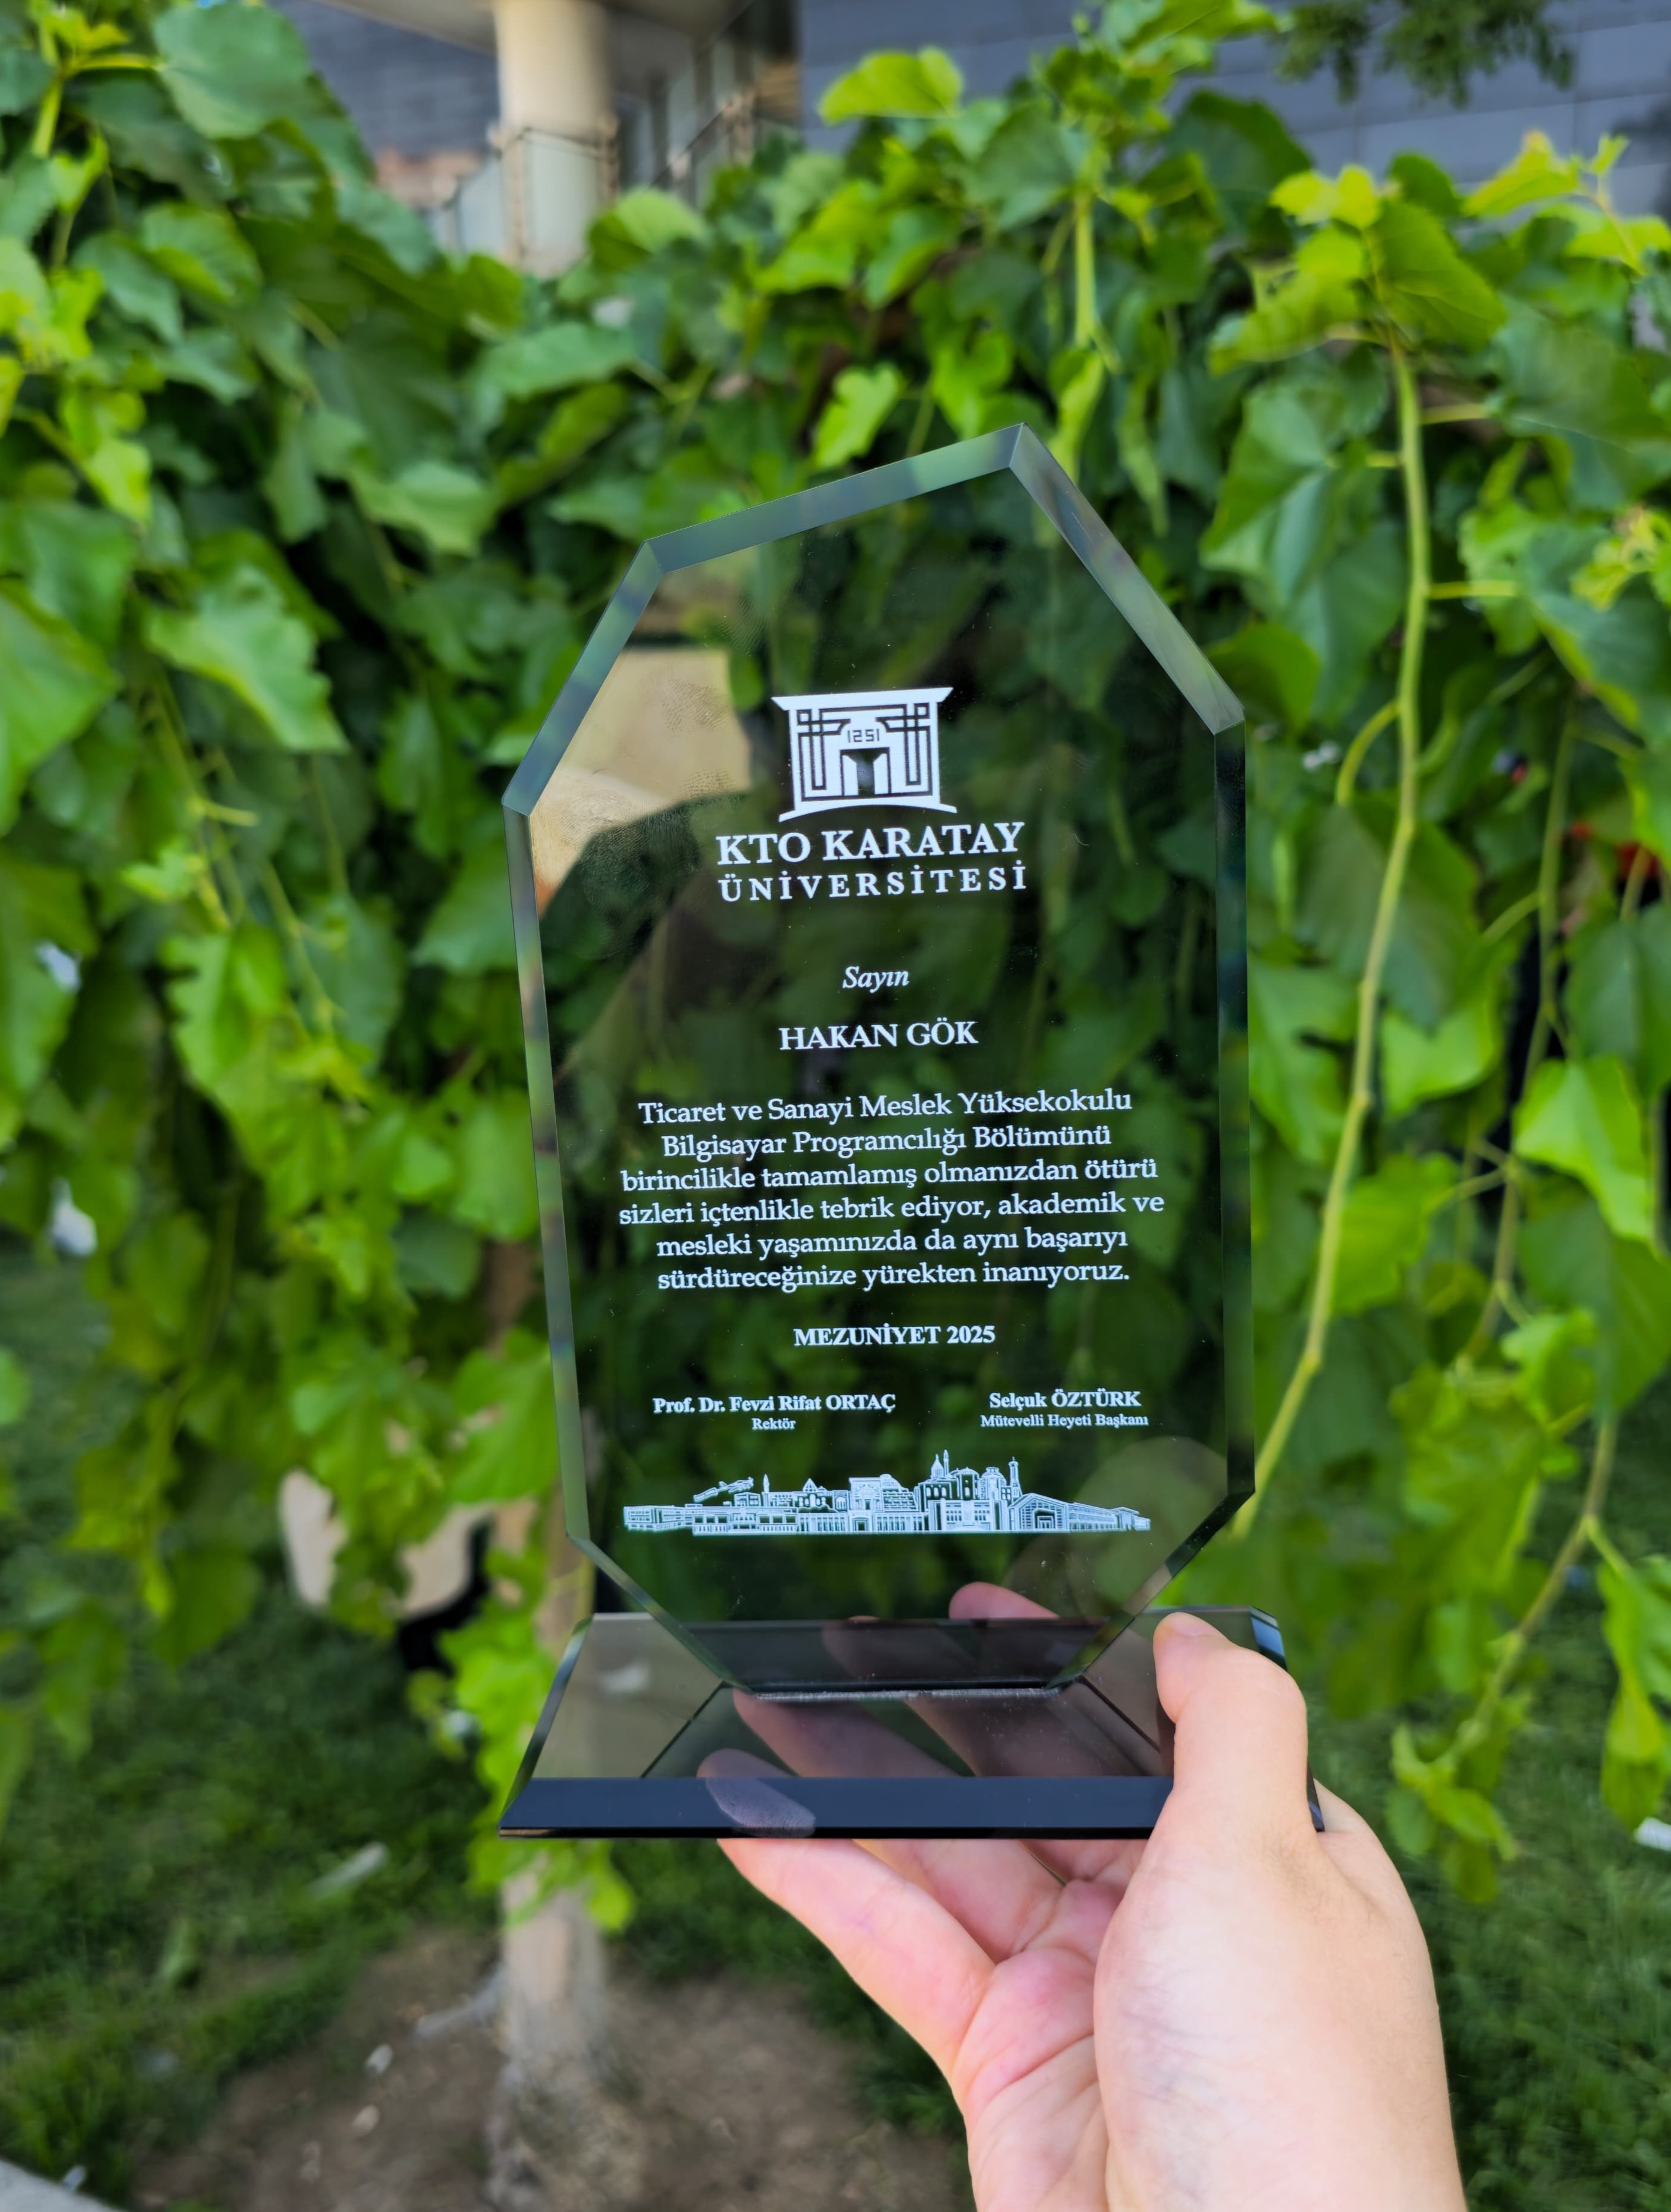 1251
KTO KARATAY
ÜNİVERSİTESİ
Sayın
HAKAN GÖK
Ticaret ve Sanayi Meslek Yüksekokulu
Bilgisayar Programcılığı Bölümünü
birincilikle tamamlamış olmanızdan ötürü
sizleri içtenlikle tebrik ediyor, akademik ve
mesleki yaşamınızda da aynı başarıyı
sürdüreceğinize yürekten inanıyoruz.
MEZUNİYET 2025
Prof. Dr. Fevzi Rifat ORTAÇ
Rektör
Selçuk ÖZTÜRK
Mütevelli Heyeti Başkanı